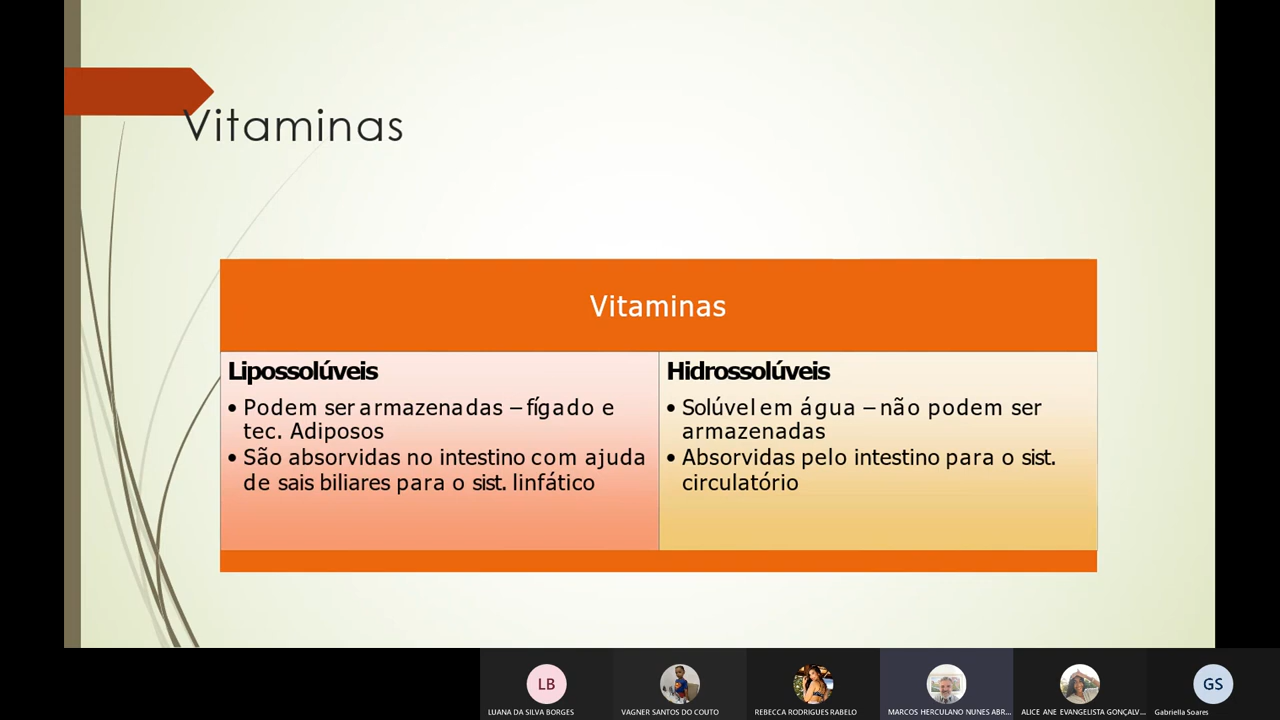 Vitaminas
Vitaminas
Lipossolúveis
• Podem ser armazenadas – fígado e
tec. Adiposos
• São absorvidas no intestino com ajuda
de sais biliares para o sist. linfático
Hidrossolúveis
• Solúvel em água – não podem ser
armazenadas
• Absorvidas pelo intestino para o sist.
circulatório
LB
GS
LUANA DA SILVA BORGES
VAGNER SANTOS DO COUTO
REBECCA RODRIGUES RABELO
MARCOS HERCULANO NUNES ABR...
ALICE ANE EVANGELISTA GONÇALV...
Gabriella Soares